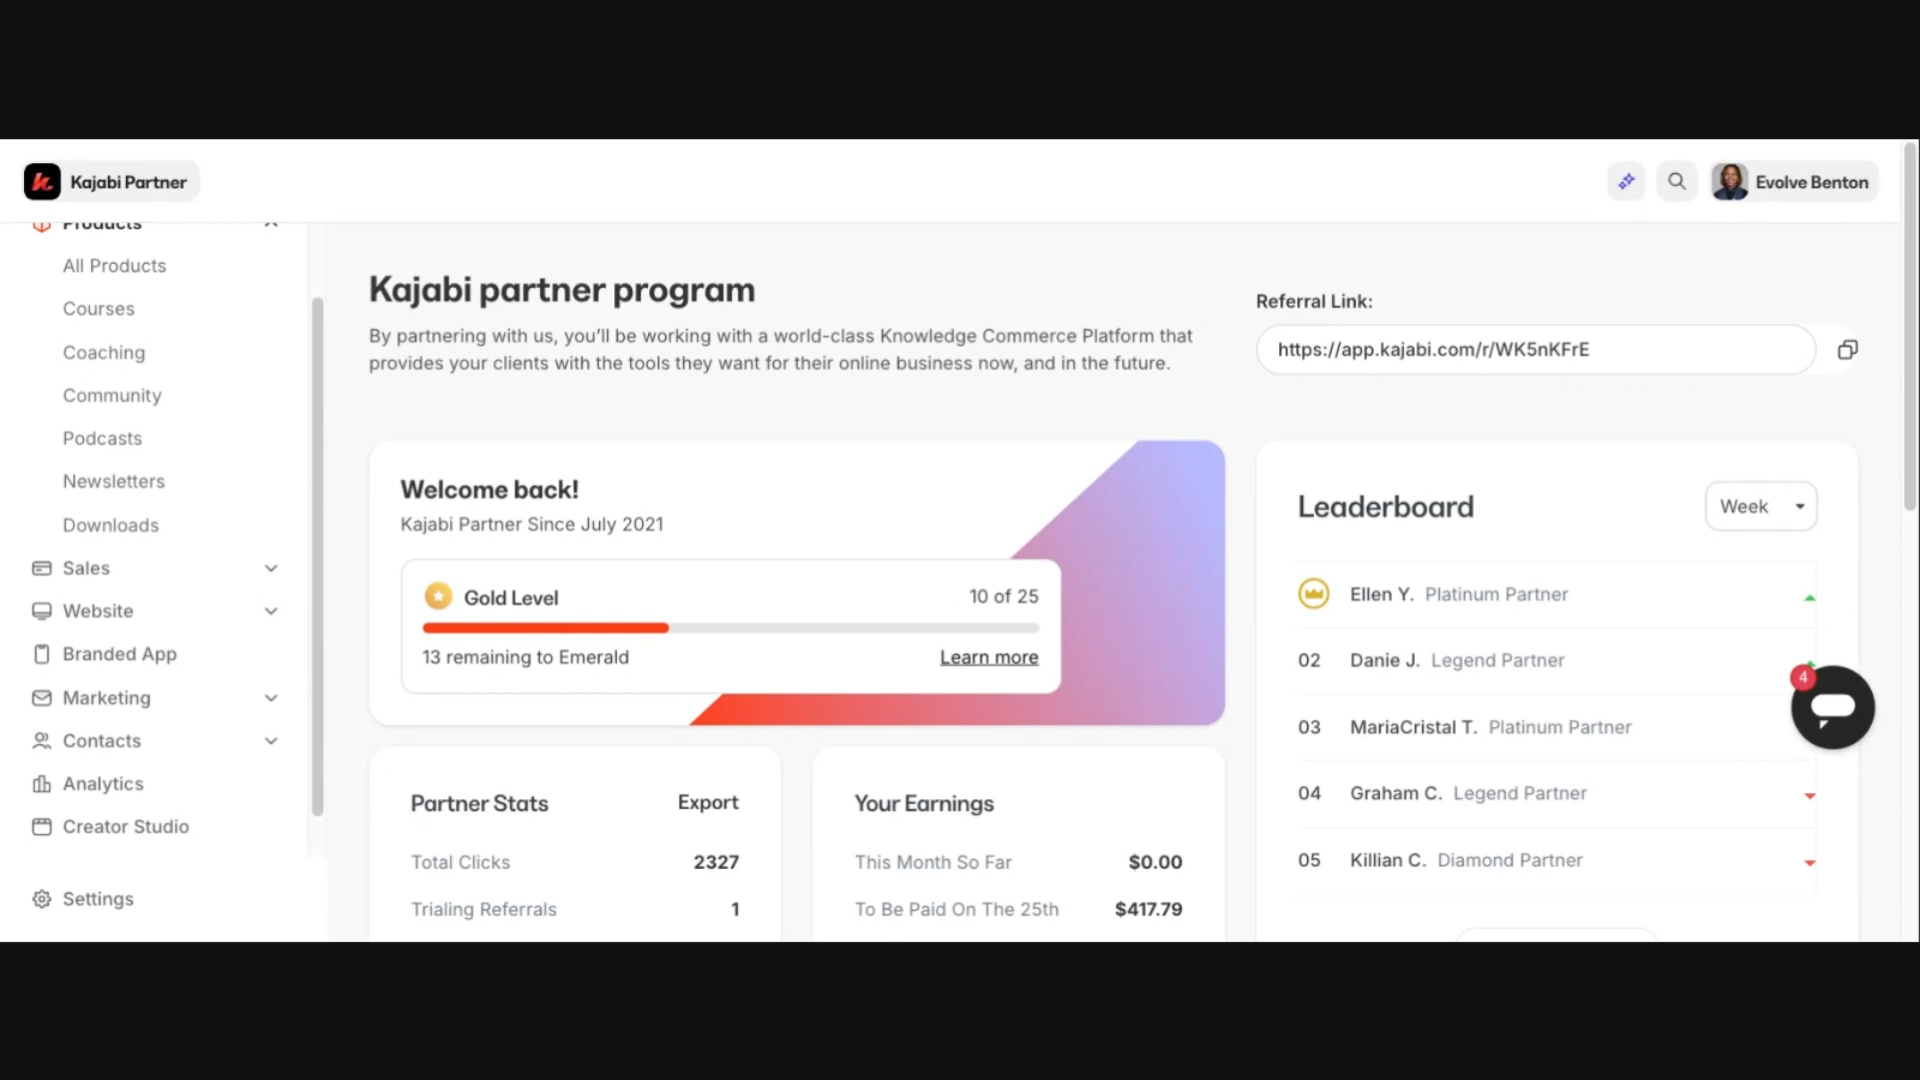 Kajabi Partner
Evolve Benton
Products
All Products
Courses
Coaching
Community
Podcasts
Newsletters
Downloads
Sales
Website
Branded App
Marketing
Contacts
Analytics
Creator Studio
Settings
Kajabi partner program
By partnering with us, you'll be working with a world-class Knowledge Commerce Platform that
provides your clients with the tools they want for their online business now, and in the future.
Referral Link:
https://app.kajabi.com/r/WK5nKFrE
Welcome back!
Kajabi Partner Since July 2021
Gold Level 10 of 25
13 remaining to Emerald Learn more
Partner Stats Export
Total Clicks 2327
Trialing Referrals 1
Your Earnings
This Month So Far $0.00
To Be Paid On The 25th $417.79
Leaderboard Week
Ellen Y. Platinum Partner
02 Danie J. Legend Partner
03 MariaCristal T. Platinum Partner
04 Graham C. Legend Partner
05 Killian C. Diamond Partner
4